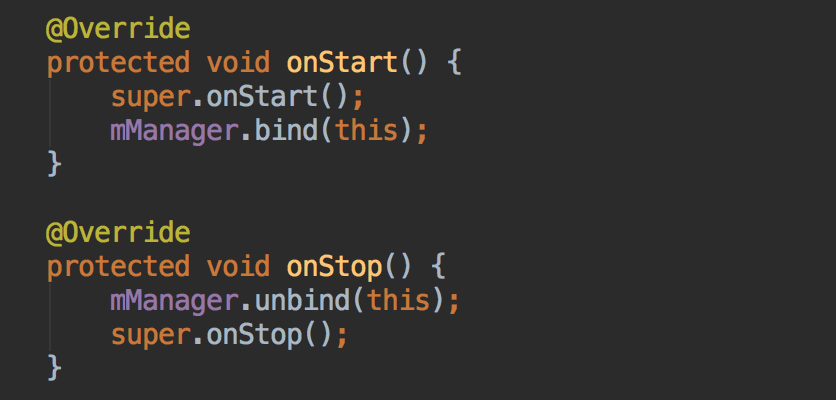 @Override
protected void onStart() {
    super.onStart();
    mManager.bind(this);
}

@Override
protected void onStop() {
    mManager.unbind(this);
    super.onStop();
}